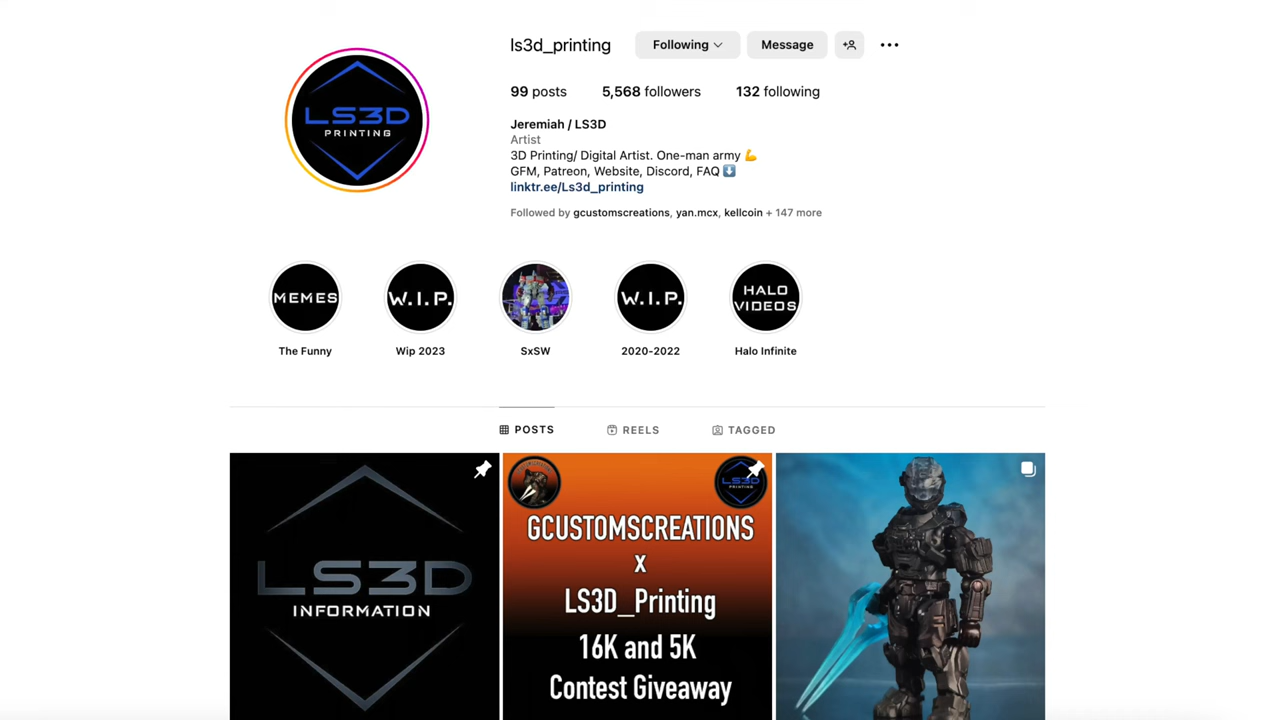 ls3d_printing
Following
Message
99 posts
5,568 followers
132 following
LS3D
PRINTING
Jeremiah / LS3D
Artist
3D Printing/ Digital Artist. One-man army 💪
GFM, Patreon, Website, Discord, FAQ ⬇️
linktr.ee/Ls3d_printing
Followed by gcustomscreations, yan.mcx, kellcoin + 147 more
MEMES
W.I.P.
W.I.P.
HALO
VIDEOS
The Funny
Wip 2023
SxSW
2020-2022
Halo Infinite
POSTS
REELS
TAGGED
LS3D
INFORMATION
LS3D
PRINTING
GCUSTOMSCREATIONS
x
LS3D_Printing
16K and 5K
Contest Giveaway